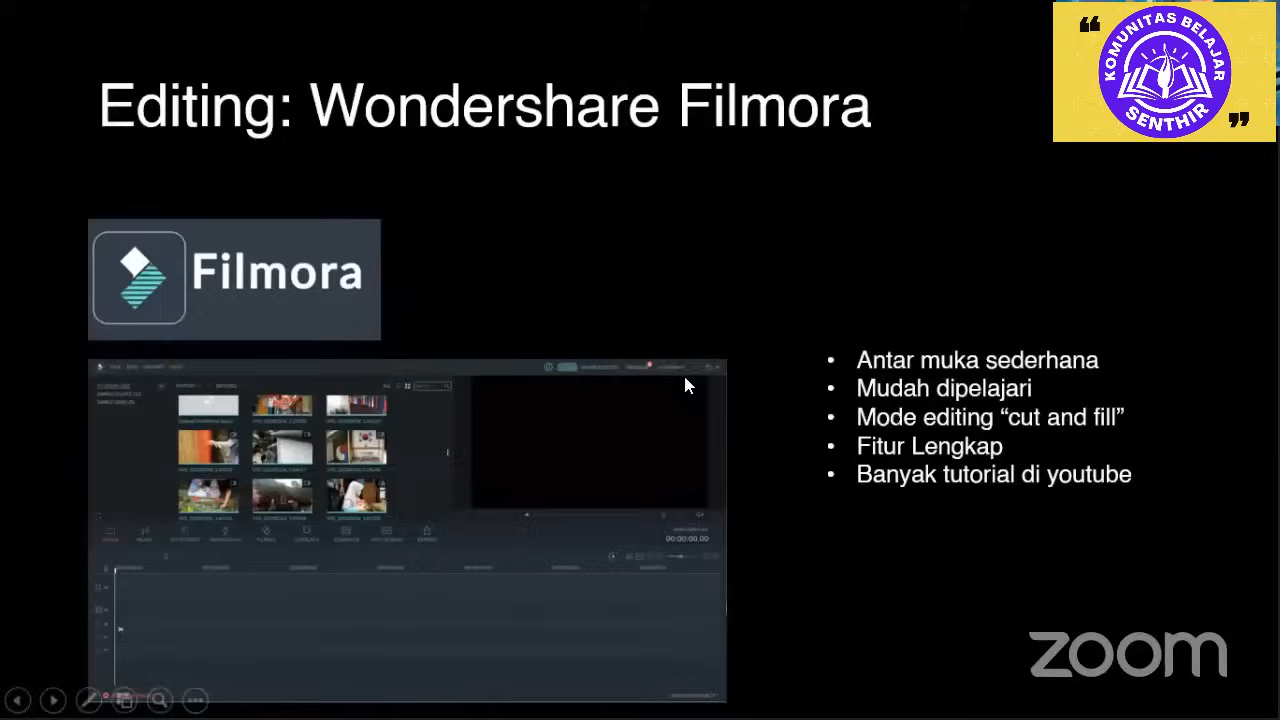 “
KOMUNITAS BELAJAR
SENTHIR
”
Editing: Wondershare Filmora
Filmora
Antar muka sederhana
Mudah dipelajari
Mode editing “cut and fill”
Fitur Lengkap
Banyak tutorial di youtube
00:00:00.00
zoom